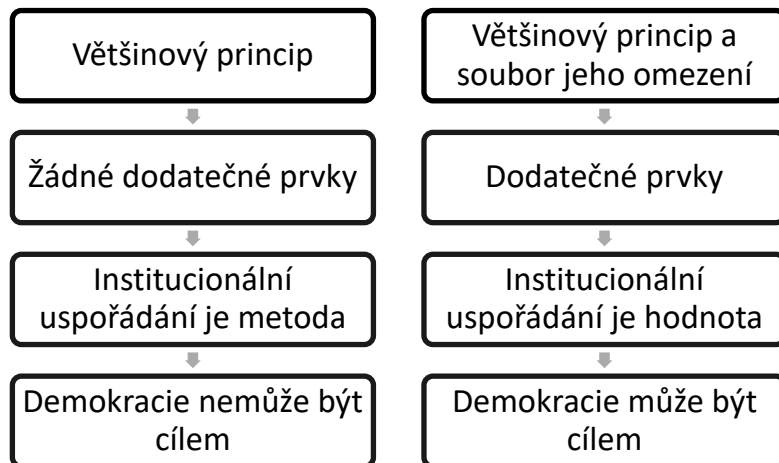 Většinový princip
Žádné dodatečné prvky
Institucionální
uspořádání je metoda
Demokracie nemůže být
cílem
Většinový princip a
soubor jeho omezení
Dodatečné prvky
Institucionální
uspořádání je hodnota
Demokracie může být
cílem